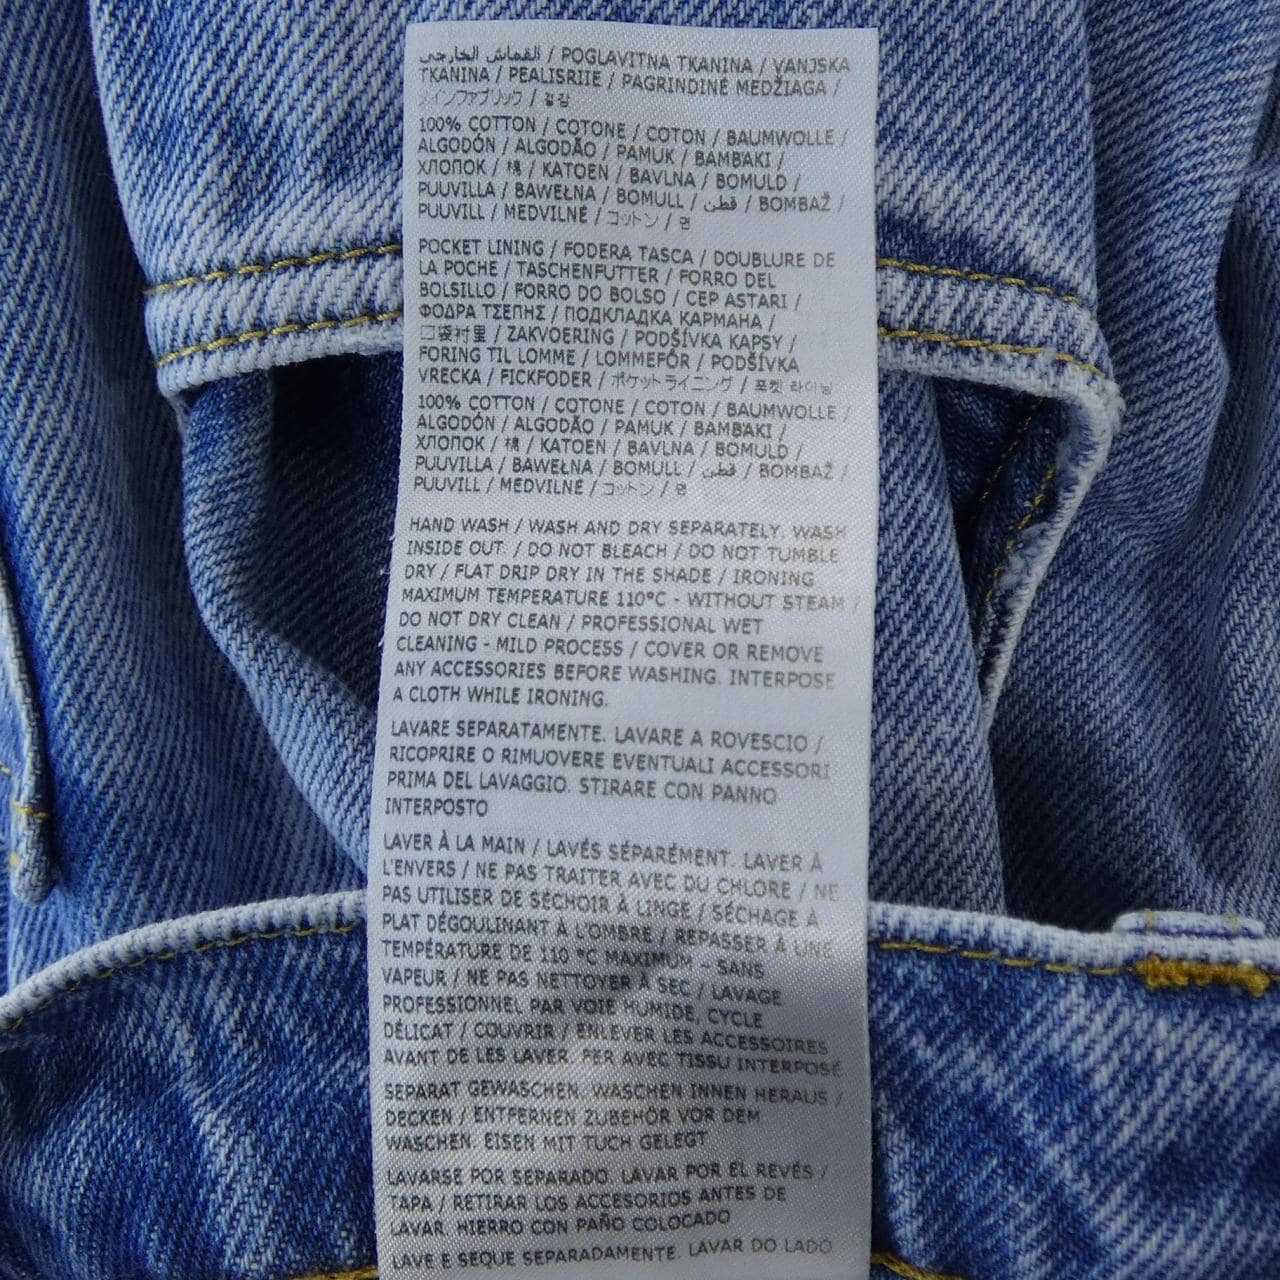 القماش الخارجي / POGLAVITNA TKANINA / VANJSKA
TKANINA / PEALISRIIE / PAGRINDINĖ MEDŽIAGA /
メインファブリック / 겉감
100% COTTON / COTONE / COTON / BAUMWOLLE /
ALGODÓN / ALGODÃO / PAMUK / BAMBAKI /
ХЛОПОК / 棉 / KATOEN / BAVLNA / BOMULD /
PUUVILLA / BAWEŁNA / BOMULL / قطن / BOMBAŽ /
PUUVILL / MEDVILNĖ / コットン / 면
POCKET LINING / FODERA TASCA / DOUBLURE DE
LA POCHE / TASCHENFUTTER / FORRO DEL
BOLSILLO / FORRO DO BOLSO / CEP ASTARI /
ΦΟΔΡΑ ΤΣΕΠΗΣ / ПОДКЛАДКА КАРМАНА /
口袋衬里 / ZAKVOERING / PODŠÍVKA KAPSY /
FORING TIL LOMME / LOMMEFÔR / PODŠÍVKA
VRECKA / FICKFODER / ポケットライニング / 포켓 라이닝
100% COTTON / COTONE / COTON / BAUMWOLLE /
ALGODÓN / ALGODÃO / PAMUK / BAMBAKI /
ХЛОПОК / 棉 / KATOEN / BAVLNA / BOMULD /
PUUVILLA / BAWEŁNA / BOMULL / قطن / BOMBAŽ /
PUUVILL / MEDVILNĖ / コットン / 면
HAND WASH / WASH AND DRY SEPARATELY. WASH
INSIDE OUT. / DO NOT BLEACH / DO NOT TUMBLE
DRY / FLAT DRIP DRY IN THE SHADE / IRONING
MAXIMUM TEMPERATURE 110°C - WITHOUT STEAM /
DO NOT DRY CLEAN / PROFESSIONAL WET
CLEANING - MILD PROCESS / COVER OR REMOVE
ANY ACCESSORIES BEFORE WASHING. INTERPOSE
A CLOTH WHILE IRONING.
LAVARE SEPARATAMENTE. LAVARE A ROVESCIO /
RICOPRIRE O RIMUOVERE EVENTUALI ACCESSORI
PRIMA DEL LAVAGGIO. STIRARE CON PANNO
INTERPOSTO
LAVER À LA MAIN / LAVÉS SÉPARÉMENT. LAVER À
L'ENVERS / NE PAS TRAITER AVEC DU CHLORE / NE
PAS UTILISER DE SÉCHOIR À LINGE / SÉCHAGE À
PLAT DÉGOULINANT À L'OMBRE / REPASSER À UNE
TEMPÉRATURE DE 110 °C MAXIMUM – SANS
VAPEUR / NE PAS NETTOYER À SEC / LAVAGE
PROFESSIONNEL PAR VOIE HUMIDE, CYCLE
DÉLICAT / COUVRIR / ENLEVER LES ACCESSOIRES
AVANT DE LES LAVER. FER AVEC TISSU INTERPOSÉ
SEPARAT GEWASCHEN. WASCHEN INNEN HERAUS /
DECKEN / ENTFERNEN ZUBEHÖR VOR DEM
WASCHEN. EISEN MIT TUCH GELEGT
LAVARSE POR SEPARADO. LAVAR POR EL REVÉS /
TAPA / RETIRAR LOS ACCESORIOS ANTES DE
LAVAR. HIERRO CON PAÑO COLOCADO
LAVE E SEQUE SEPARADAMENTE. LAVAR DO LADO